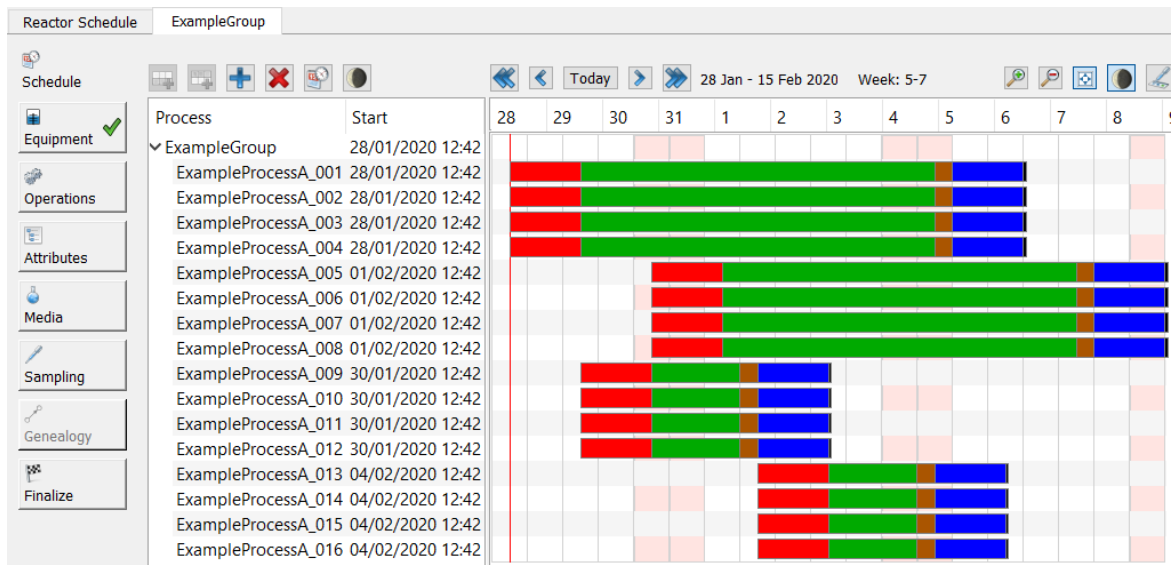 Reactor Schedule ExampleGroup
Schedule
Today 28 Jan - 15 Feb 2020 Week: 5-7
Equipment
Operations
Attributes
Media
Sampling
Genealogy
Finalize
Process Start 28 29 30 31 1 2 3 4 5 6 7 8 9
ExampleGroup 28/01/2020 12:42
ExampleProcessA_001 28/01/2020 12:42
ExampleProcessA_002 28/01/2020 12:42
ExampleProcessA_003 28/01/2020 12:42
ExampleProcessA_004 28/01/2020 12:42
ExampleProcessA_005 01/02/2020 12:42
ExampleProcessA_006 01/02/2020 12:42
ExampleProcessA_007 01/02/2020 12:42
ExampleProcessA_008 01/02/2020 12:42
ExampleProcessA_009 30/01/2020 12:42
ExampleProcessA_010 30/01/2020 12:42
ExampleProcessA_011 30/01/2020 12:42
ExampleProcessA_012 30/01/2020 12:42
ExampleProcessA_013 04/02/2020 12:42
ExampleProcessA_014 04/02/2020 12:42
ExampleProcessA_015 04/02/2020 12:42
ExampleProcessA_016 04/02/2020 12:42